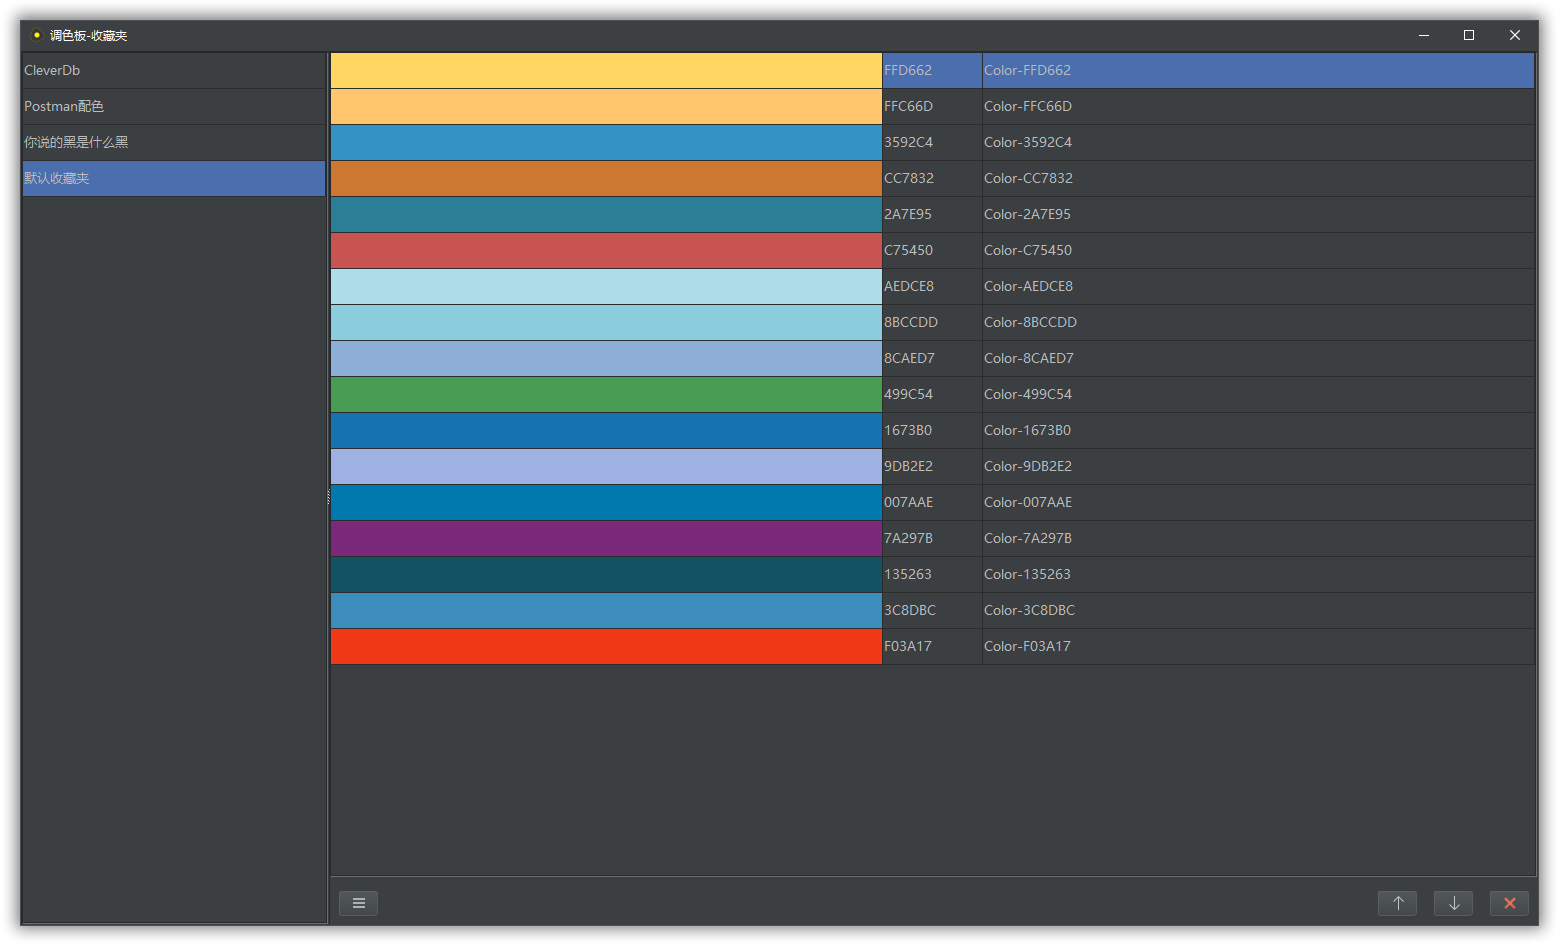 调色板-收藏夹
CleverDb
Postman配色
你说的黑是什么黑
默认收藏夹
FFD662 Color-FFD662
FFC66D Color-FFC66D
3592C4 Color-3592C4
CC7832 Color-CC7832
2A7E95 Color-2A7E95
C75450 Color-C75450
AEDCE8 Color-AEDCE8
8BCCDD Color-8BCCDD
8CAED7 Color-8CAED7
499C54 Color-499C54
1673B0 Color-1673B0
9DB2E2 Color-9DB2E2
007AAE Color-007AAE
7A297B Color-7A297B
135263 Color-135263
3C8DBC Color-3C8DBC
F03A17 Color-F03A17